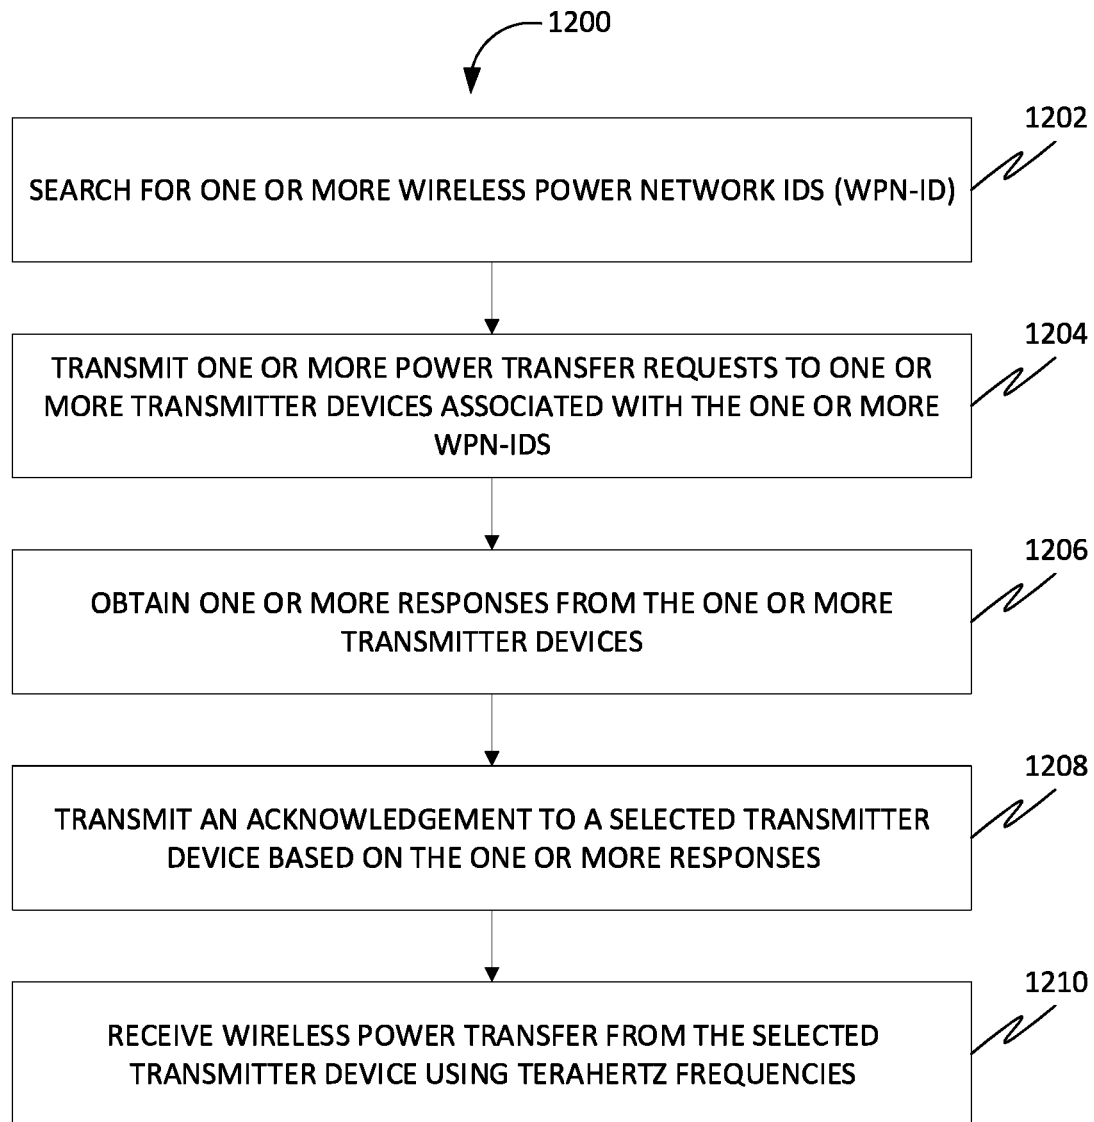 1200
1202
SEARCH FOR ONE OR MORE WIRELESS POWER NETWORK IDS (WPN-ID)
1204
TRANSMIT ONE OR MORE POWER TRANSFER REQUESTS TO ONE OR
MORE TRANSMITTER DEVICES ASSOCIATED WITH THE ONE OR MORE
WPN-IDS
1206
OBTAIN ONE OR MORE RESPONSES FROM THE ONE OR MORE
TRANSMITTER DEVICES
1208
TRANSMIT AN ACKNOWLEDGEMENT TO A SELECTED TRANSMITTER
DEVICE BASED ON THE ONE OR MORE RESPONSES
1210
RECEIVE WIRELESS POWER TRANSFER FROM THE SELECTED
TRANSMITTER DEVICE USING TERAHERTZ FREQUENCIES